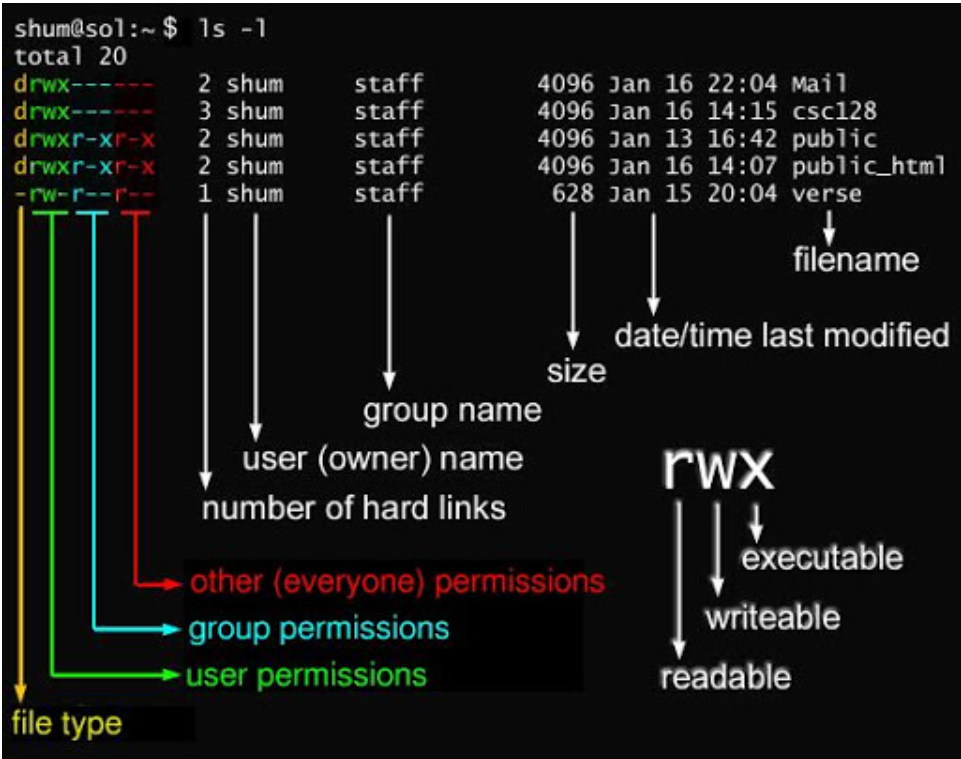 shum@sol:~$ ls -l
total 20
drwx------ 2 shum staff 4096 Jan 16 22:04 Mail
drwx------ 3 shum staff 4096 Jan 16 14:15 csc128
drwxr-xr-x 2 shum staff 4096 Jan 13 16:42 public
drwxr-xr-x 2 shum staff 4096 Jan 16 14:07 public_html
-rw-r--r-- 1 shum staff 628 Jan 15 20:04 verse
filename
date/time last modified
size
group name
user (owner) name
number of hard links
rwx
executable
writeable
readable
other (everyone) permissions
group permissions
user permissions
file type